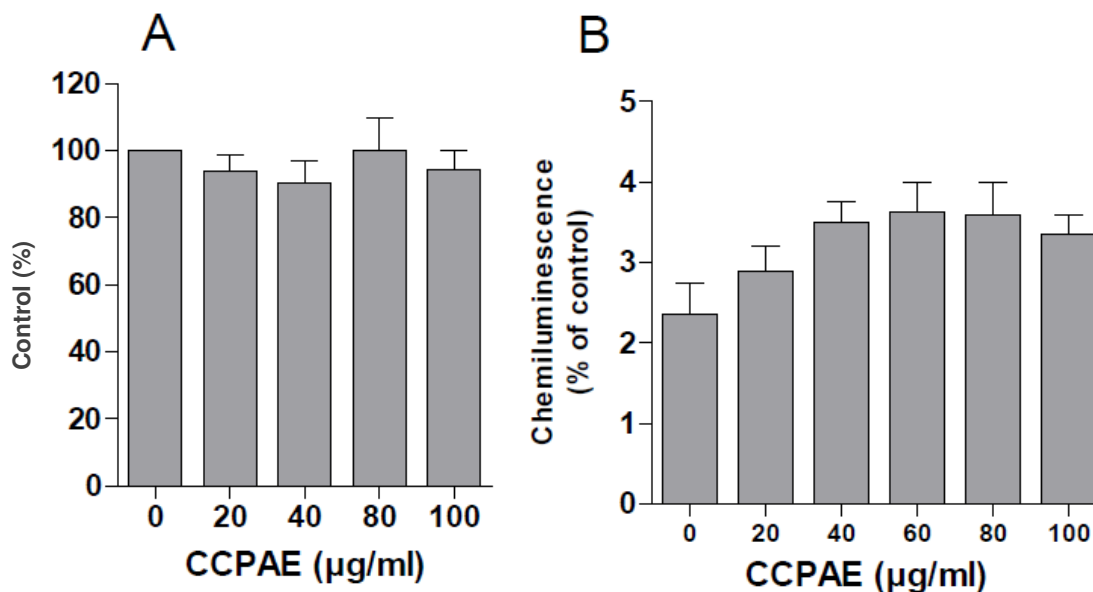 A
120
100
80
60
40
20
0
Control (%)
0 20 40 80 100
CCPAE (µg/ml)
B
5
4
3
2
1
0
Chemiluminescence
(% of control)
0 20 40 60 80 100
CCPAE (µg/ml)